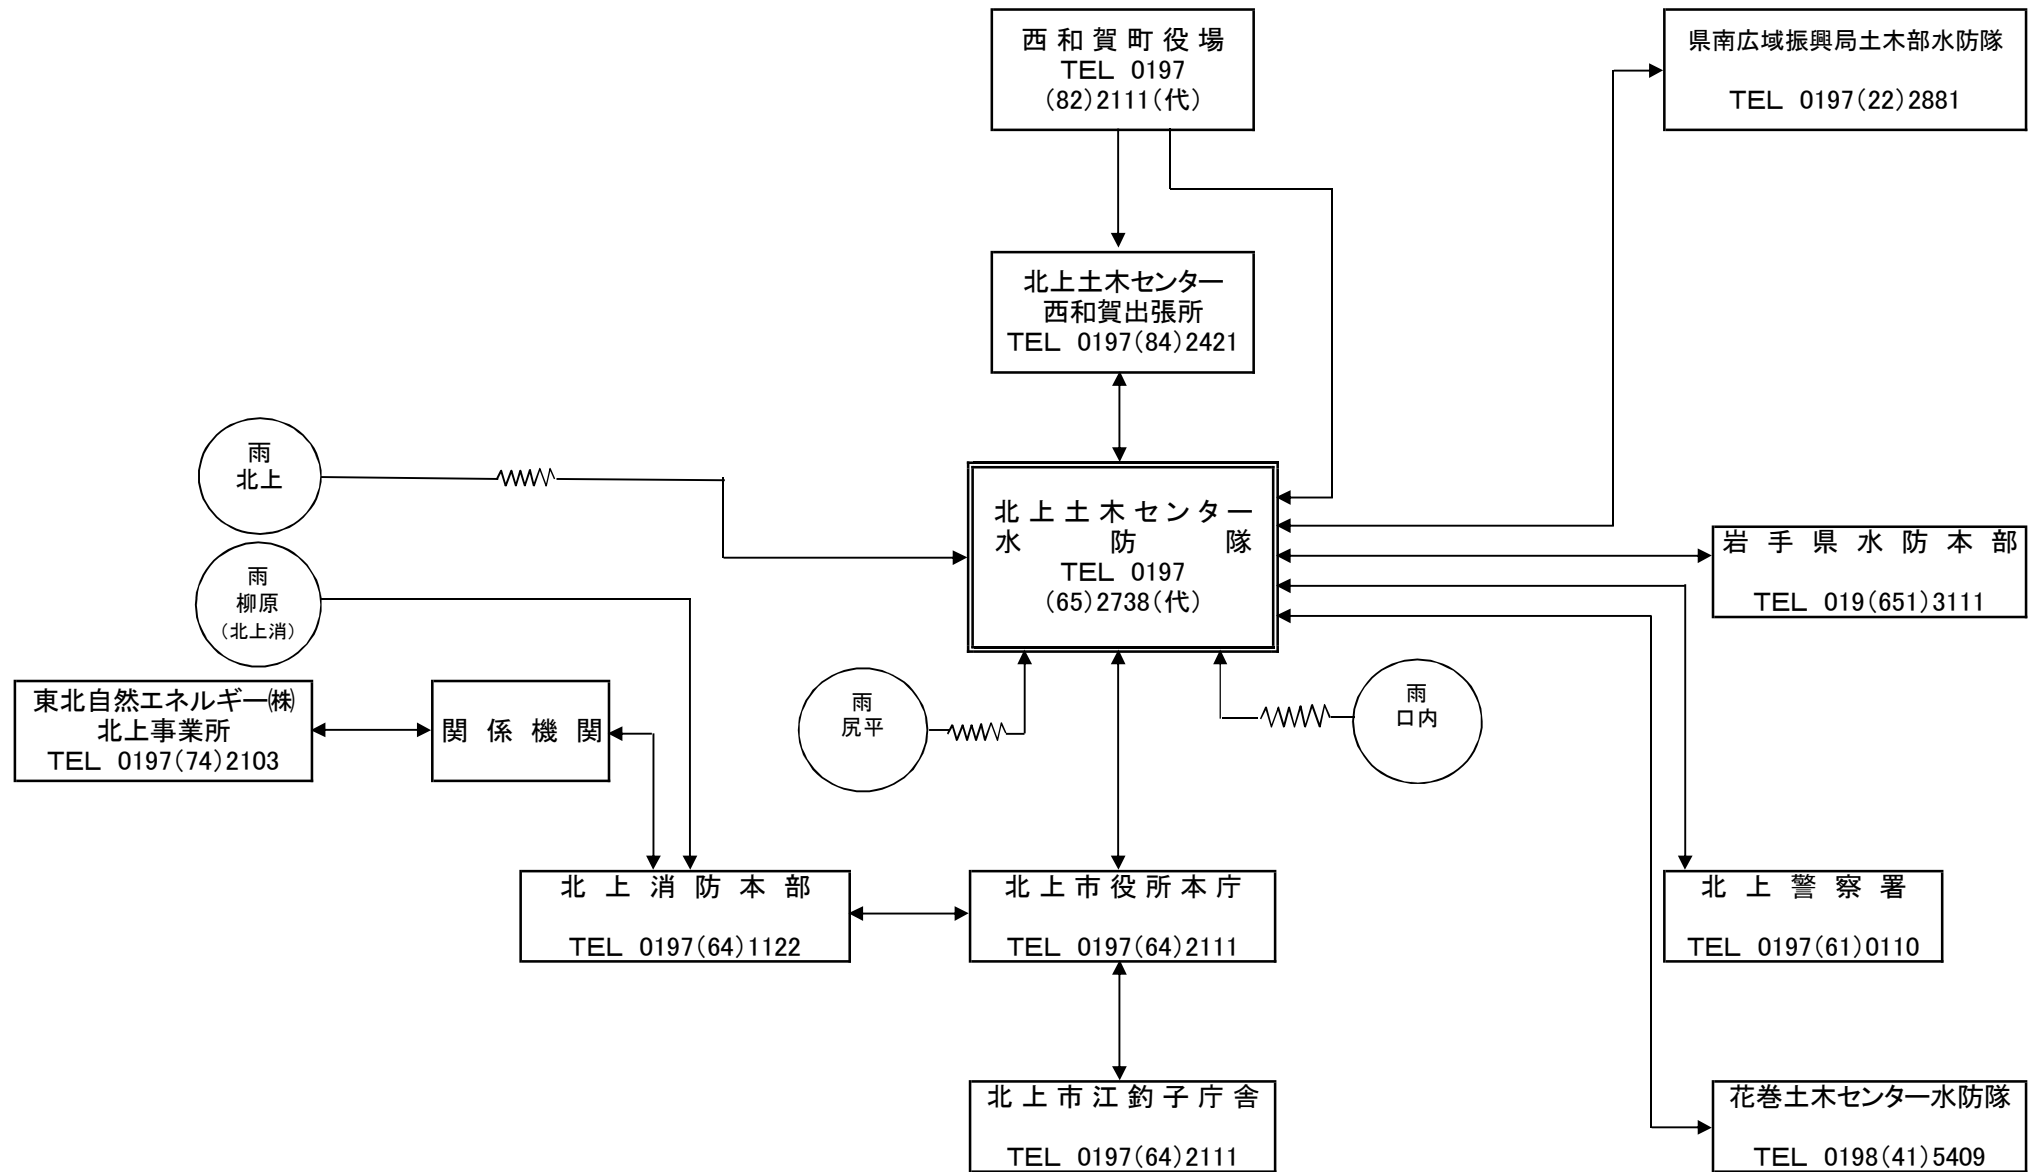 西和賀町役場
TEL 0197
(82)2111(代)
県南広域振興局土木部水防隊
TEL 0197(22)2881
北上土木センター
西和賀出張所
TEL 0197(84)2421
雨
北上
北上土木センター
水防隊
TEL 0197
(65)2738(代)
岩手県水防本部
TEL 019(651)3111
雨
柳原
(北上消)
東北自然エネルギー㈱
北上事業所
TEL 0197(74)2103
関係機関
雨
尻平
雨
口内
北上消防本部
TEL 0197(64)1122
北上市役所本庁
TEL 0197(64)2111
北上警察署
TEL 0197(61)0110
北上市江釣子庁舎
TEL 0197(64)2111
花巻土木センター水防隊
TEL 0198(41)5409